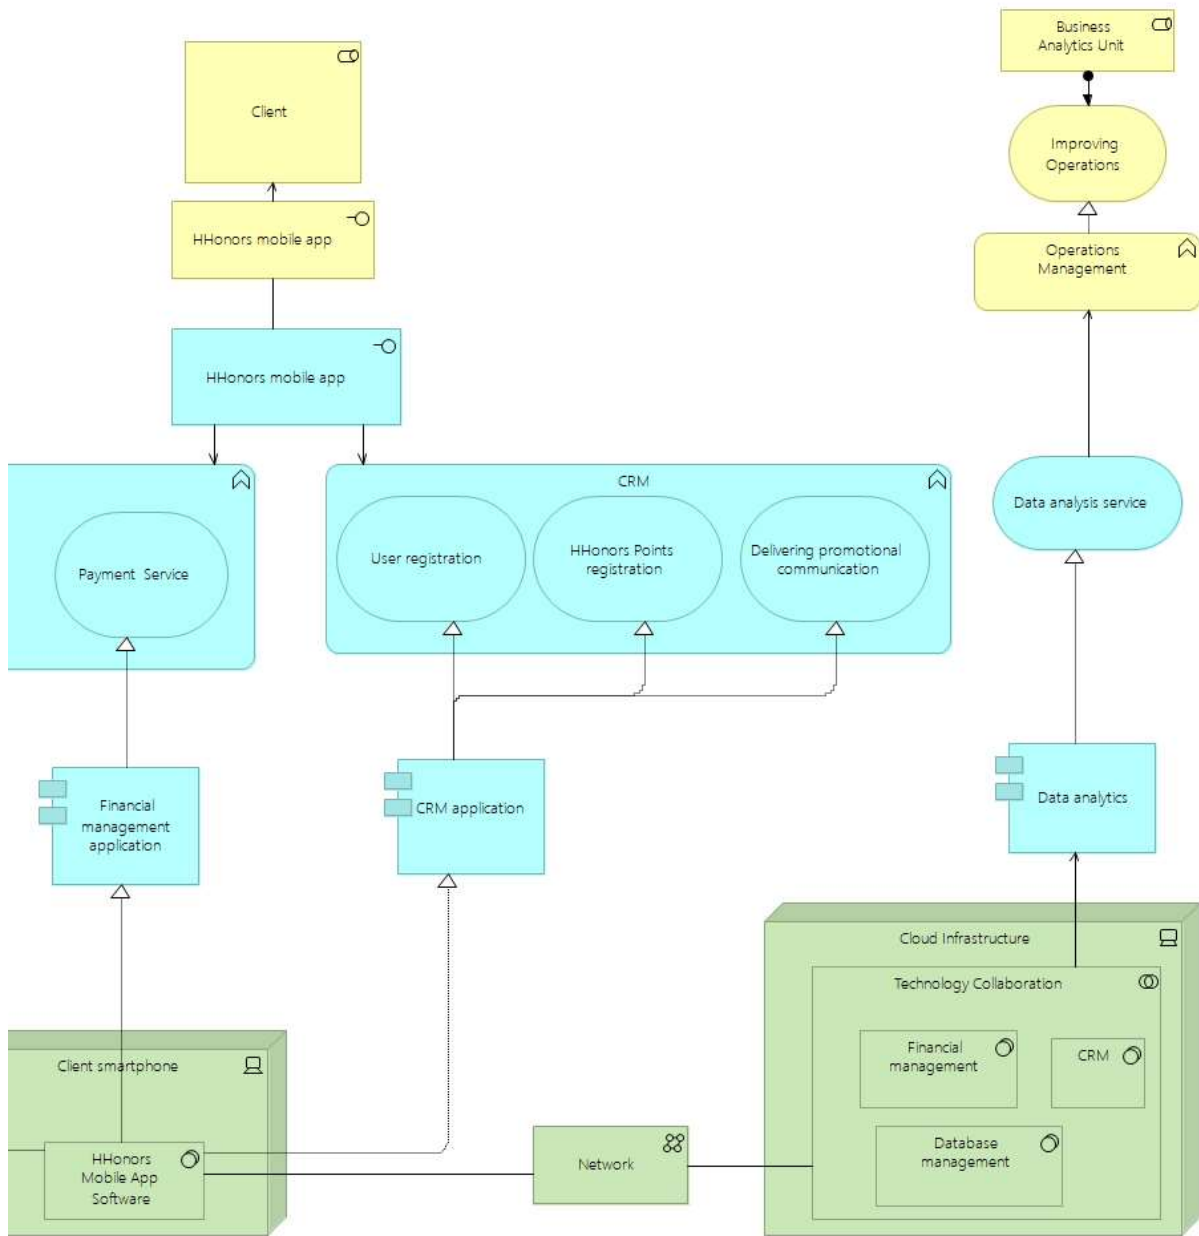 Business
Analytics Unit
Client
Improving
Operations
HHonors mobile app
Operations
Management
HHonors mobile app
CRM
Data analysis service
User registration
HHonors Points
registration
Delivering promotional
communication
Payment Service
Financial
management
application
CRM application
Data analytics
Cloud Infrastructure
Technology Collaboration
Financial
management
CRM
Client smartphone
Database
management
HHonors
Mobile App
Software
Network